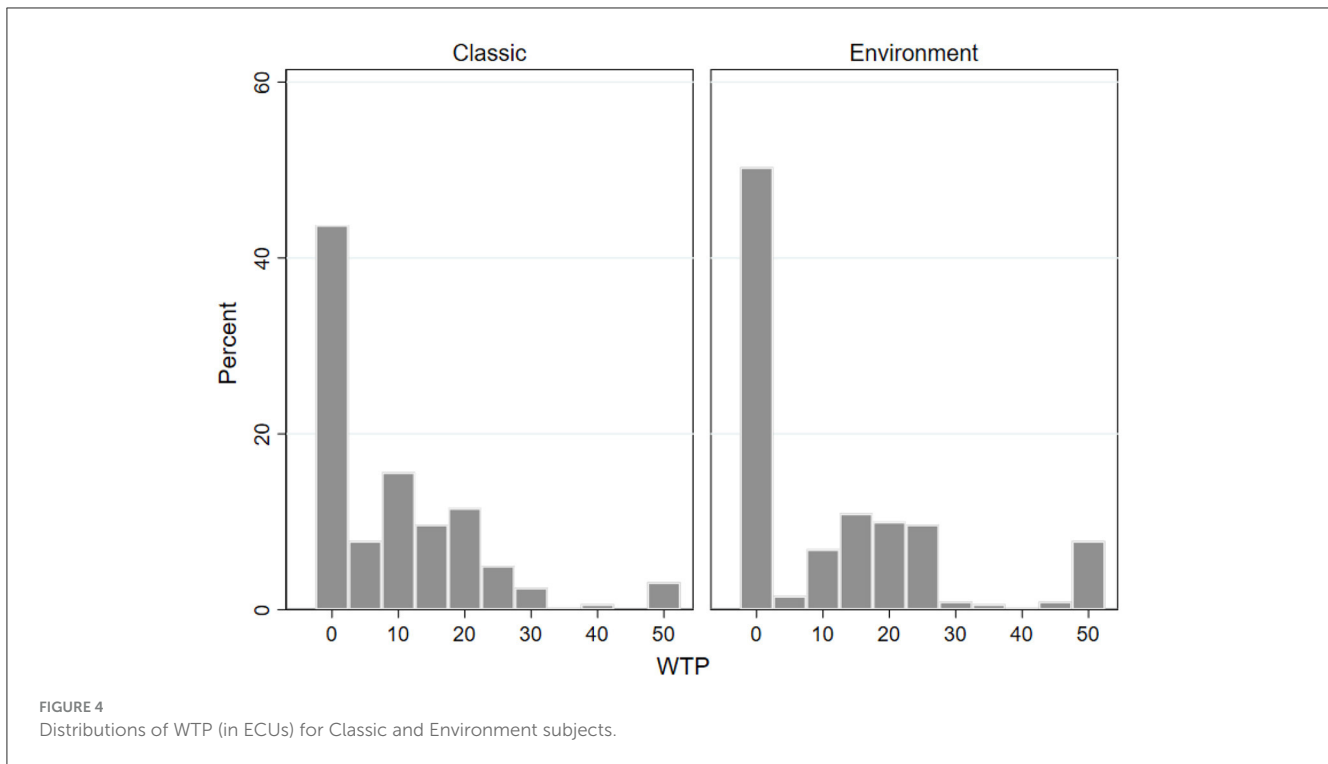 Classic
Environment
60
40
20
0
Percent
0 10 20 30 40 50
0 10 20 30 40 50
WTP
FIGURE 4
Distributions of WTP (in ECUs) for Classic and Environment subjects.